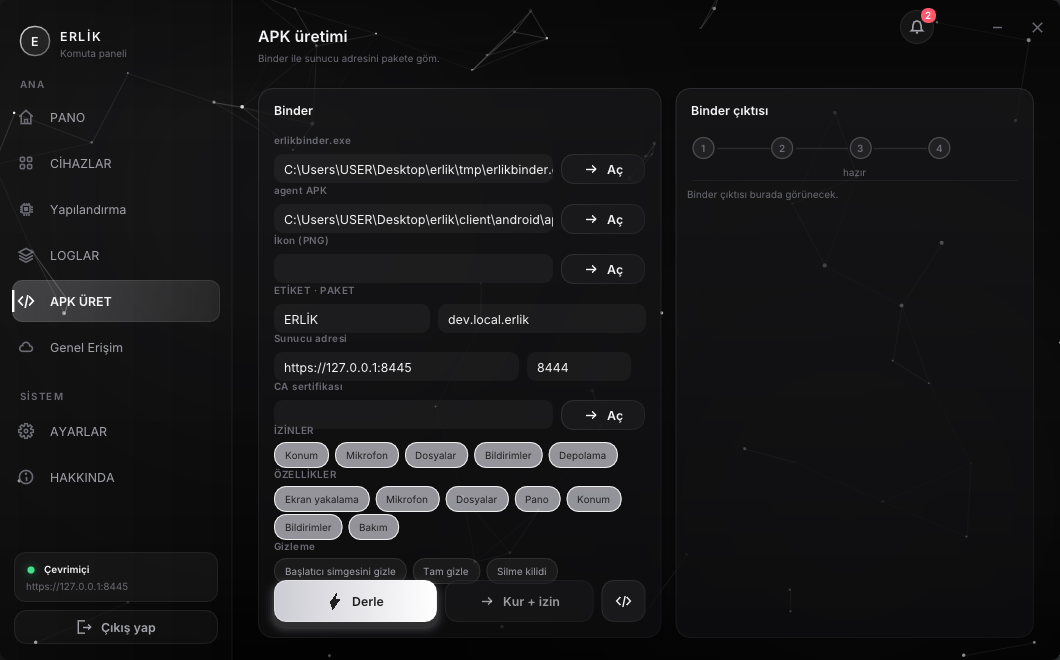 E
ERLİK
Komuta paneli
ANA
PANO
CİHAZLAR
Yapılandırma
LOGLAR
APK ÜRET
Genel Erişim
SİSTEM
AYARLAR
HAKKINDA
Çevrimiçi
https://127.0.0.1:8445
Çıkış yap
APK üretimi
Binder ile sunucu adresini pakete göm.
2
Binder
erlikbinder.exe
C:\Users\USER\Desktop\erlik\tmp\erlikbinder.
Aç
agent APK
C:\Users\USER\Desktop\erlik\client\android\ap
Aç
İkon (PNG)
Aç
ETİKET · PAKET
ERLİK dev.local.erlik
Sunucu adresi
https://127.0.0.1:8445 8444
CA sertifikası
Aç
İZİNLER
Konum Mikrofon Dosyalar Bildirimler Depolama
ÖZELLİKLER
Ekran yakalama Mikrofon Dosyalar Pano Konum
Bildirimler Bakım
Gizleme
Başlatıcı simgesini gizle Tam gizle Silme kilidi
Derle Kur + izin
Binder çıktısı
1 2 3 4
hazır
Binder çıktısı burada görünecek.